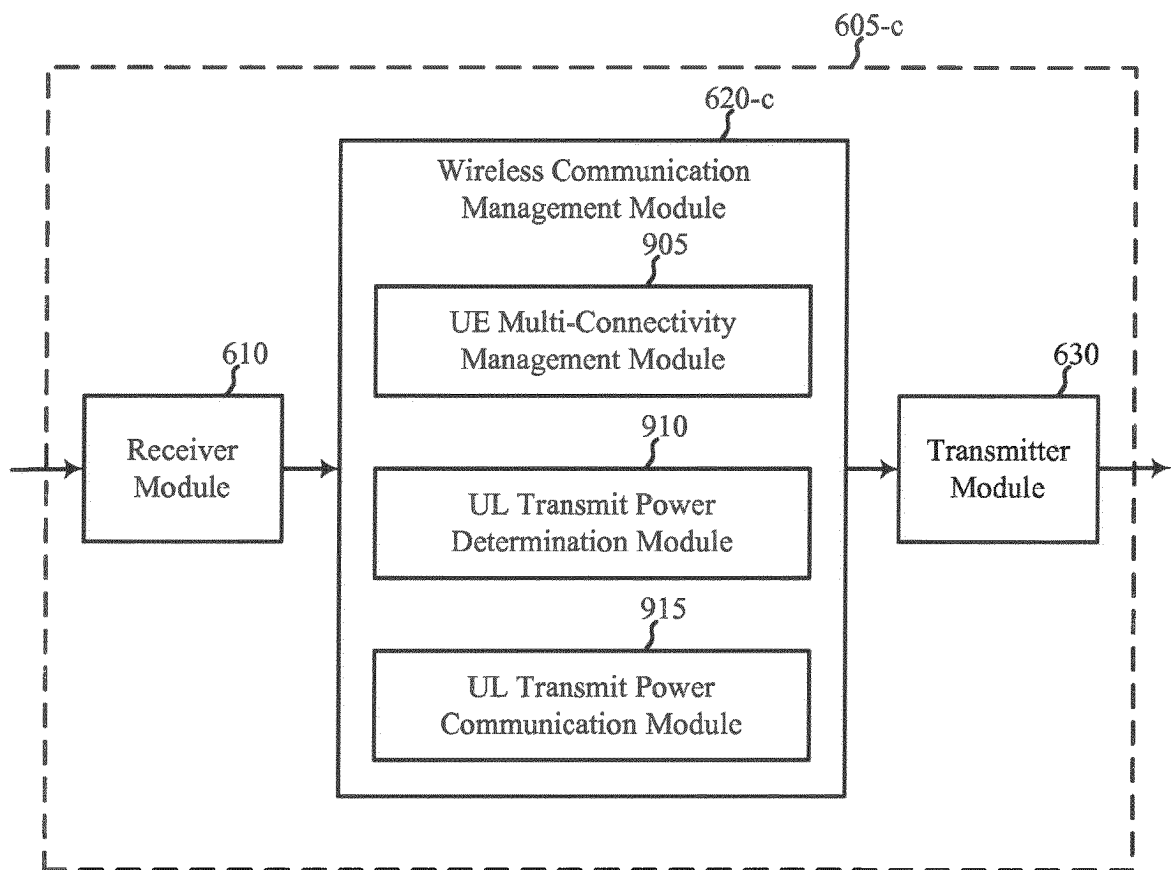 605-c
620-c
Wireless Communication
Management Module
905
UE Multi-Connectivity
Management Module
610
Receiver
Module
910
UL Transmit Power
Determination Module
630
Transmitter
Module
915
UL Transmit Power
Communication Module